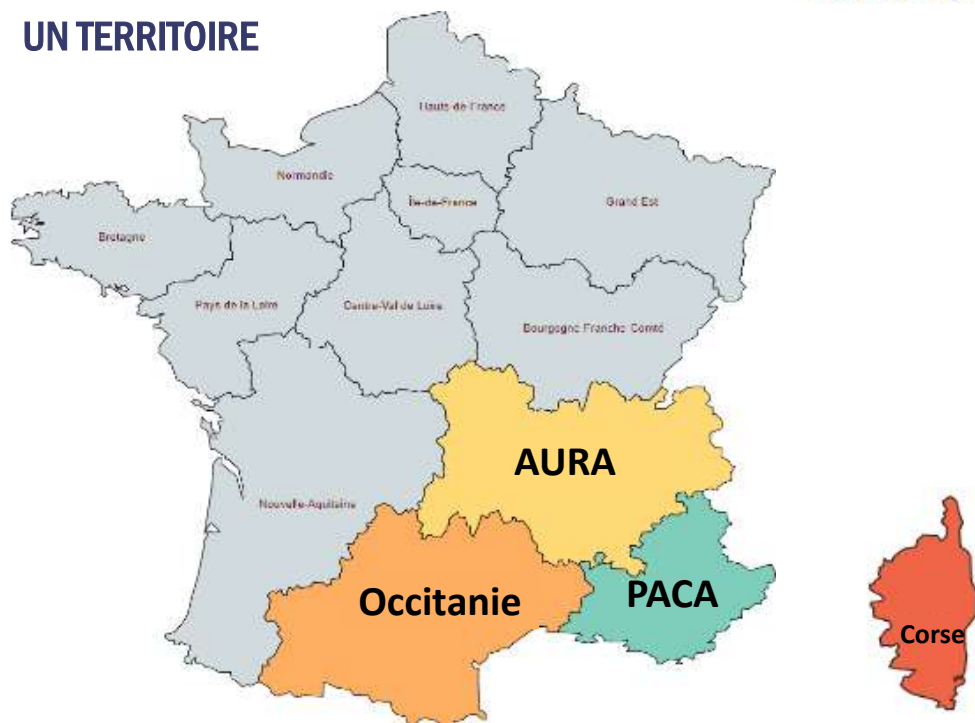 UN TERRITOIRE
Hauts-de-France
Normandie
Île-de-France
Grand Est
Bretagne
Pays de la Loire
Centre-Val de Loire
Bourgogne Franche-Comté
AURA
Nouvelle-Aquitaine
Occitanie
PACA
Corse